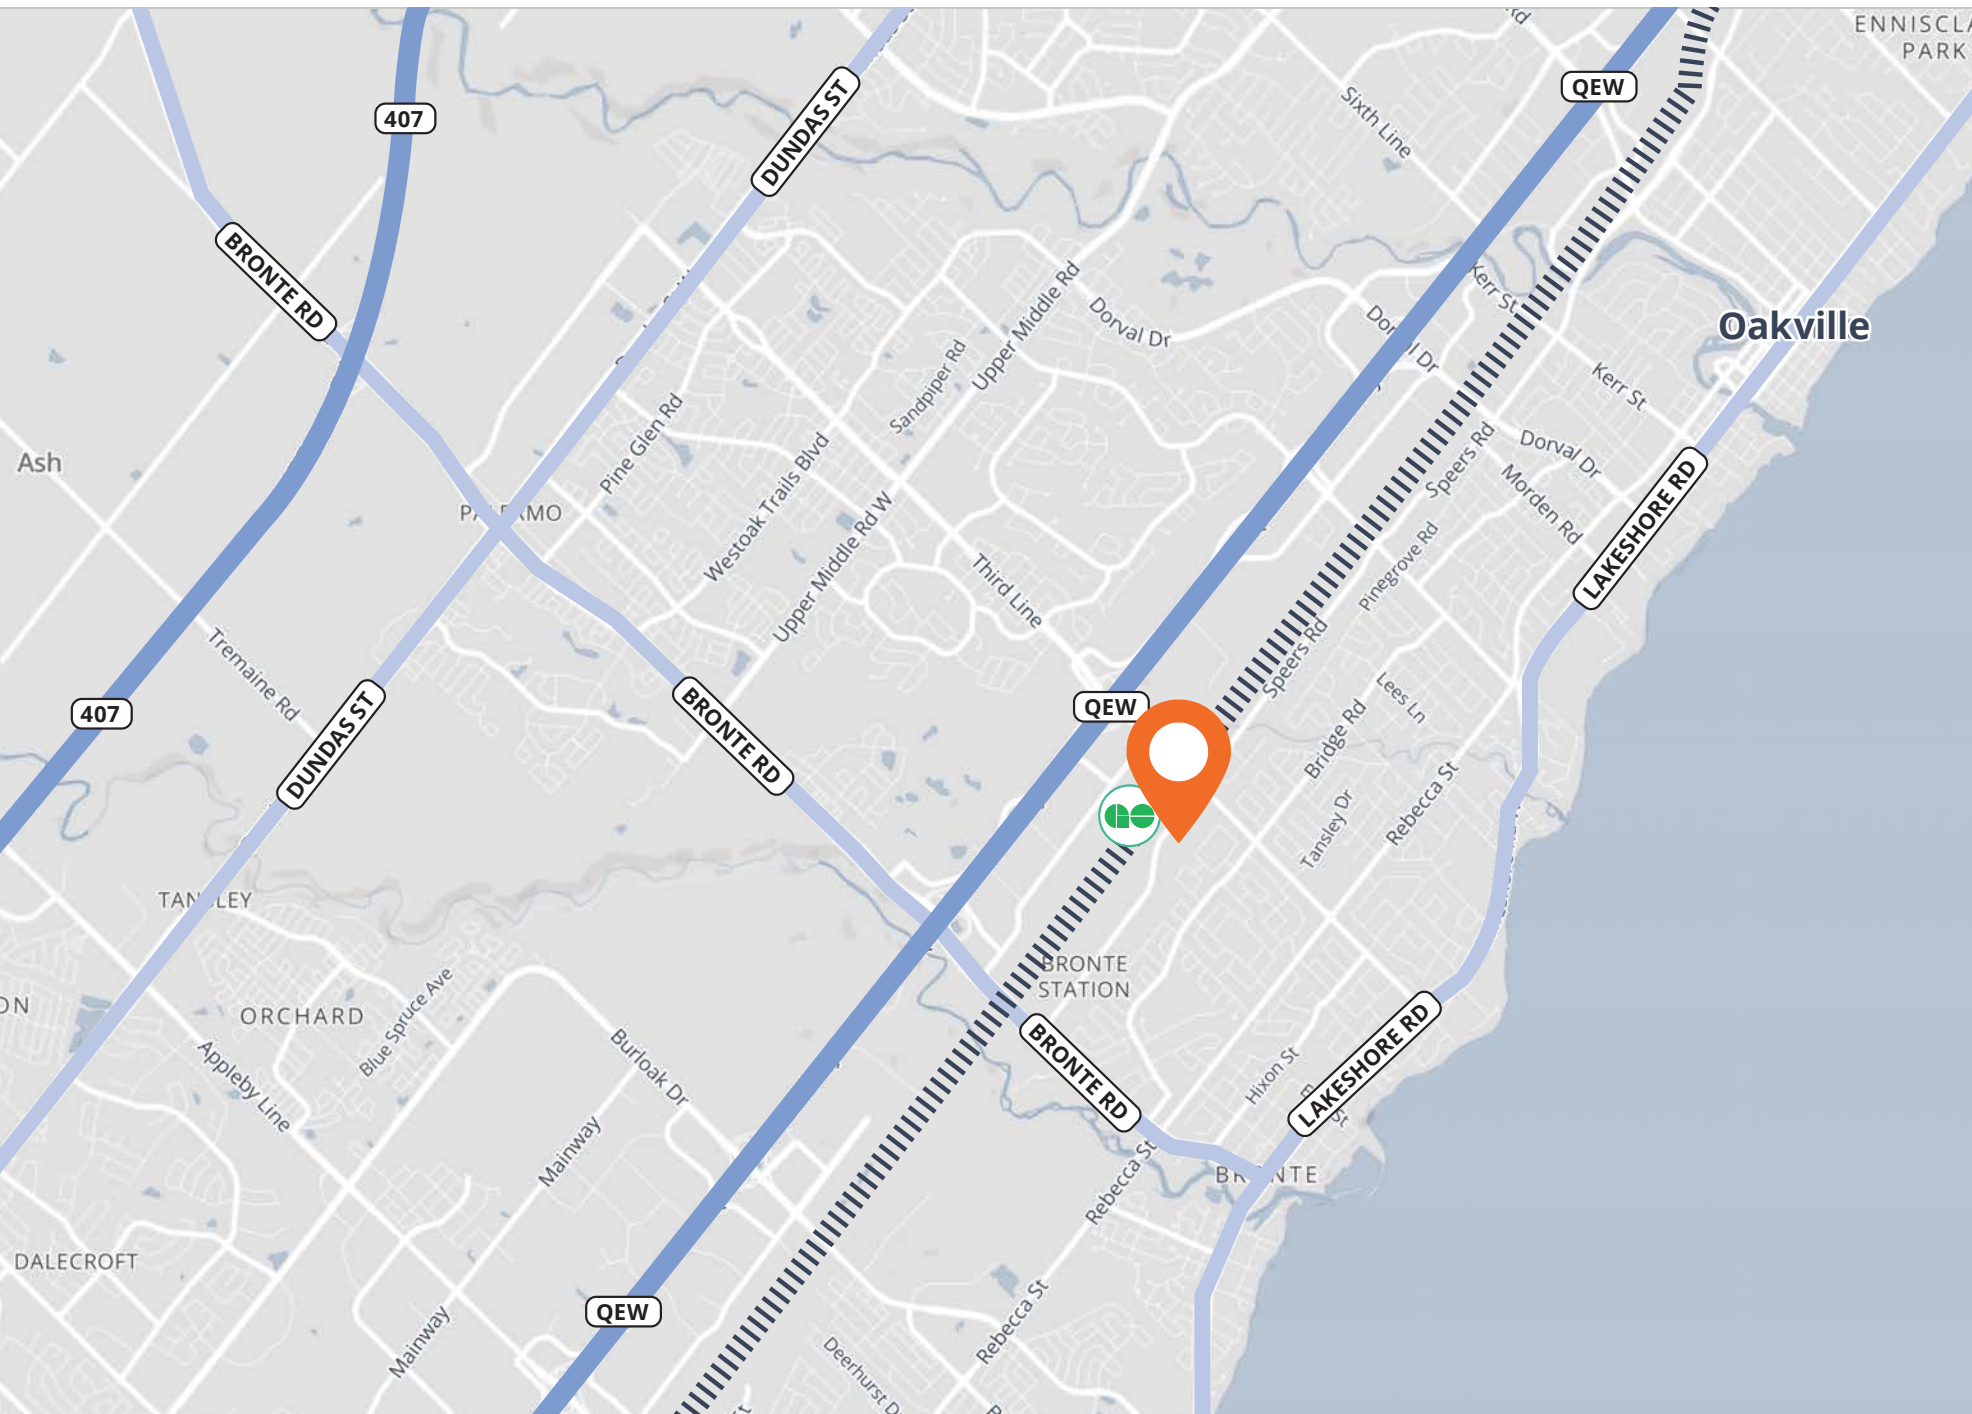 ENNISCLA
PARK
QEW
407
Sixth Line
DUNDAS ST
BRONTE RD
Kerr St
Upper Middle Rd
Dorval Dr
Oakville
Sandpiper Rd
Kerr St
Pine Glen Rd
Ash
Westoak Trails Blvd
Speers Rd
Dorval Dr
Morden Rd
LAKESHORE RD
Upper Middle Rd W
Third Line
Pinegrove Rd
Tremaine Rd
Speers Rd
407
DUNDAS ST
BRONTE RD
QEW
Lees Ln
Bridge Rd
GO
Tansley Dr
Rebecca St
ORCHARD
BRONTE
STATION
Blue Spruce Ave
Appleby Line
Burloak Dr
BRONTE RD
Hixon St
LAKESHORE RD
Mainway
Rebecca St
DALECROFT
QEW
Mainway
Rebecca St
Deerhurst D